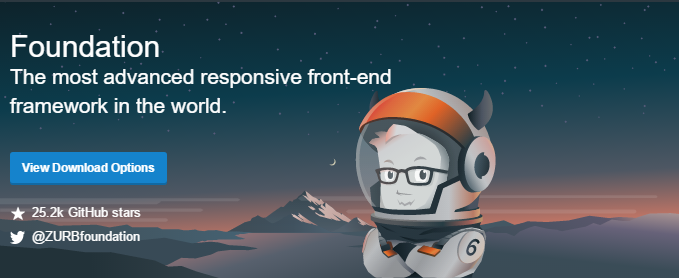 Foundation
The most advanced responsive front-end
framework in the world.
View Download Options
25.2k GitHub stars
@ZURBfoundation
6